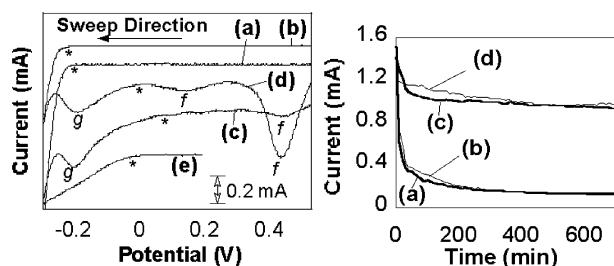 Sweep Direction
(a)
(b)
*
*
(d)
*
f
*
(c)
f
g
g
(e)
*
f
0.2 mA
Current (mA)
-0.2
0
0.2
0.4
Potential (V)
1.6
1.2
0.8
0.4
0
Current (mA)
(d)
(c)
(b)
(a)
0
200
400
600
Time (min)